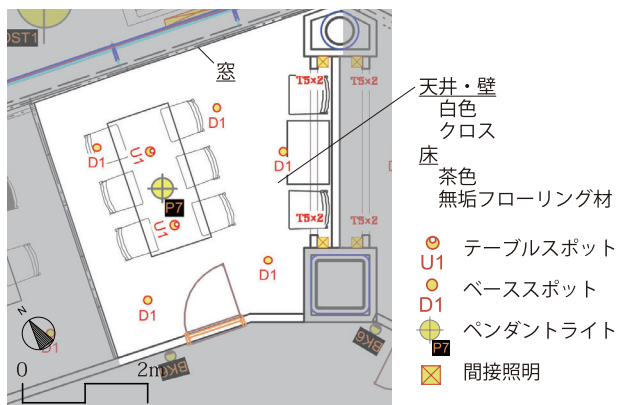 OST1
窓
D1
T5×2
T5×2
D1
U1
D1
P7
U1
T5×2
T5×2
D1
D1
D1
N
BK6
BK6
0
2m
天井・壁
白色
クロス
床
茶色
無垢フローリング材
U1 テーブルスポット
D1 ベーススポット
P7 ペンダントライト
間接照明